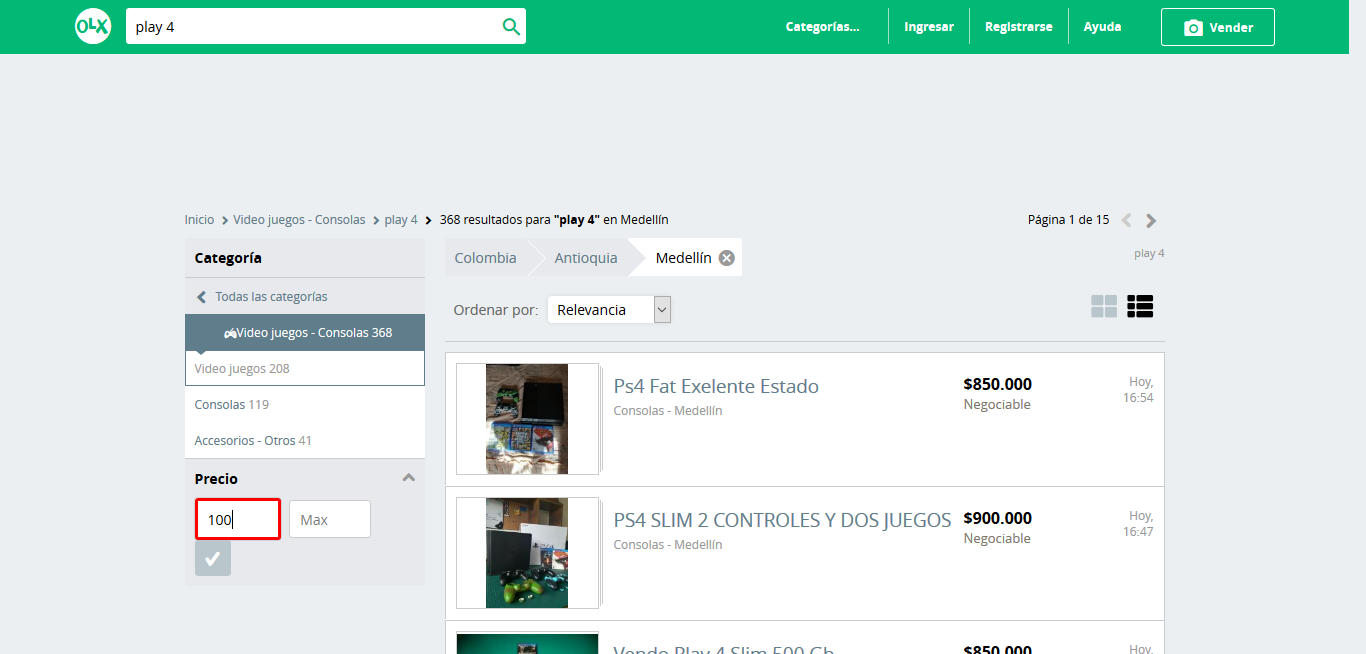 OLX
play 4
Categorías...
Ingresar
Registrarse
Ayuda
Vender
Inicio
Video juegos - Consolas
play 4
368 resultados para "play 4" en Medellín
Página 1 de 15
Categoría
Todas las categorías
Video juegos - Consolas 368
Video juegos 208
Consolas 119
Accesorios - Otros 41
Precio
100
Max
Colombia
Antioquia
Medellín
play 4
Ordenar por:
Relevancia
Ps4 Fat Exelente Estado
Consolas - Medellín
$850.000
Negociable
Hoy,
16:54
PS4 SLIM 2 CONTROLES Y DOS JUEGOS
Consolas - Medellín
$900.000
Negociable
Hoy,
16:47
Vendo Play 4 Slim 500 Gb
$850.000
Hoy,